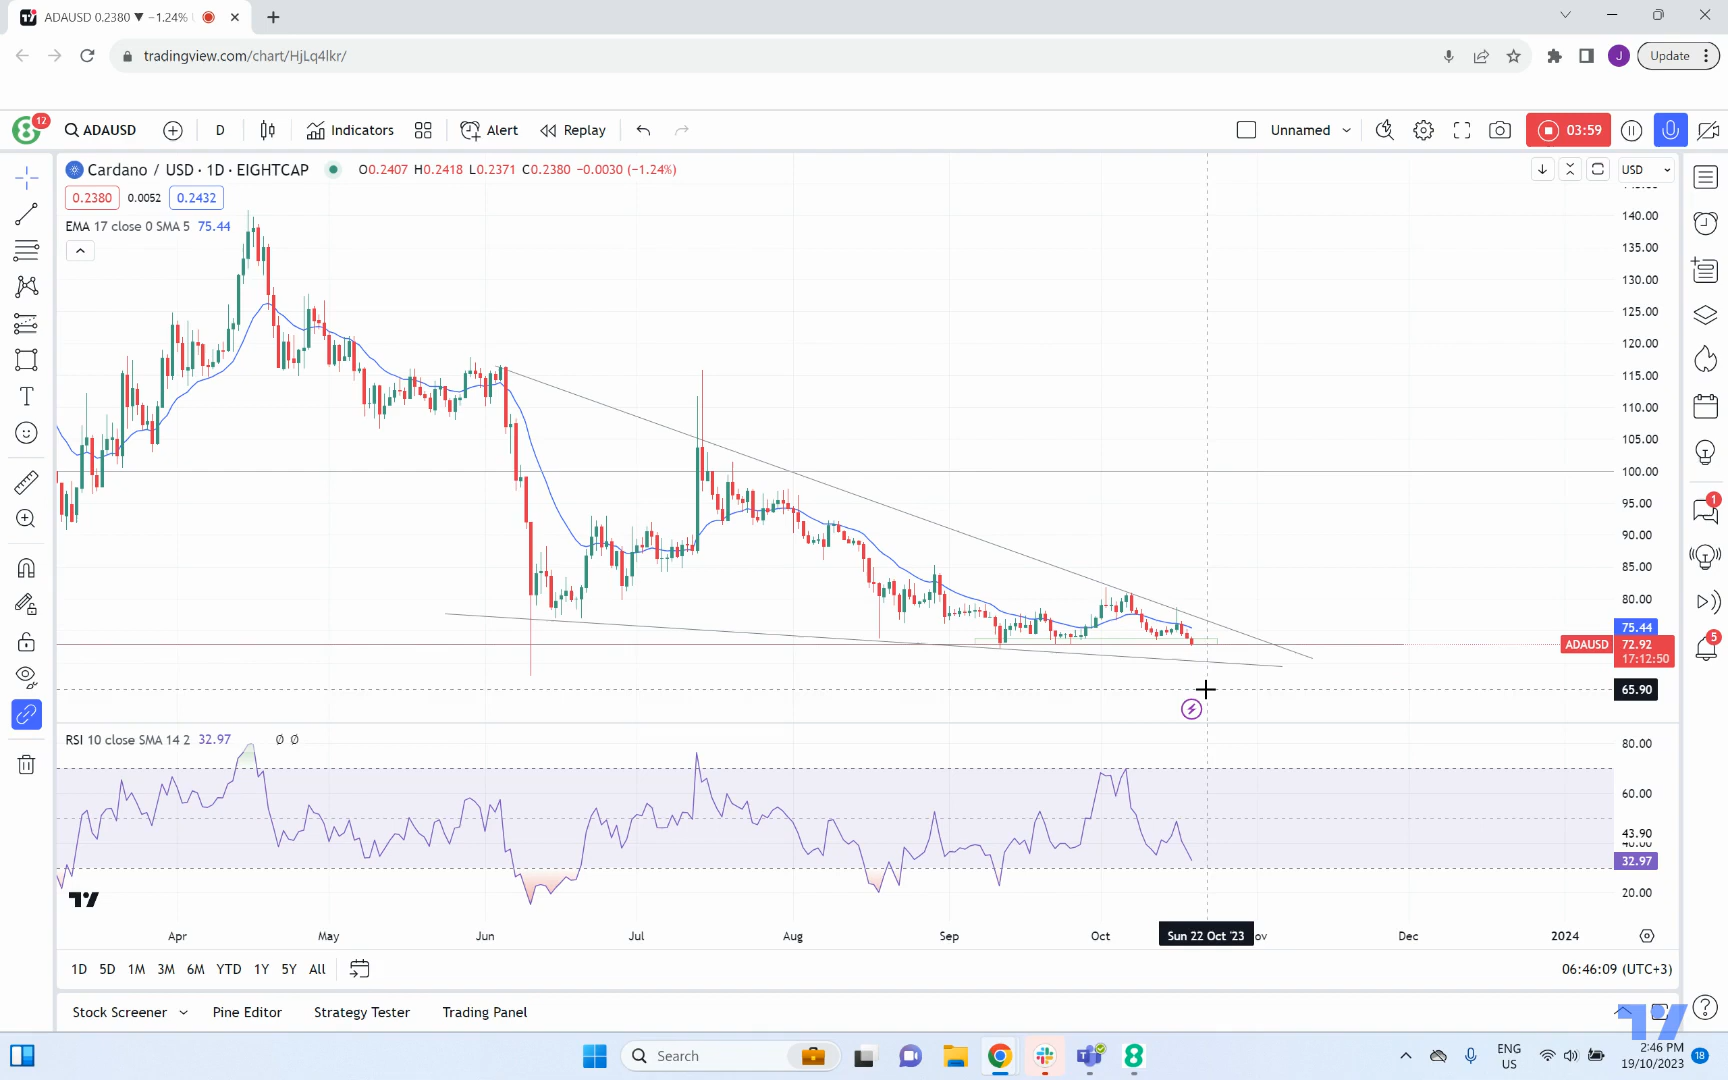 ADAUSD 0.2380 ▼ −1.24%
tradingview.com/chart/HjLq4lkr/
J
Update
12
ADAUSD
D
Indicators
Alert
Replay
Unnamed
03:59
Cardano / USD · 1D · EIGHTCAP
O0.2407 H0.2418 L0.2371 C0.2380 −0.0030 (−1.24%)
USD
0.2380
0.0052
0.2432
EMA 17 close 0 SMA 5 75.44
140.00
135.00
130.00
125.00
120.00
115.00
110.00
105.00
100.00
95.00
90.00
85.00
80.00
75.44
ADAUSD
72.92
17:12:50
65.90
1
5
RSI 10 close SMA 14 2 32.97 Ø Ø
80.00
60.00
43.90
32.97
20.00
Apr
May
Jun
Jul
Aug
Sep
Oct
Sun 22 Oct '23
ov
Dec
2024
1D 5D 1M 3M 6M YTD 1Y 5Y All
06:46:09 (UTC+3)
Stock Screener
Pine Editor
Strategy Tester
Trading Panel
Search
ENG
US
2:46 PM
19/10/2023
18